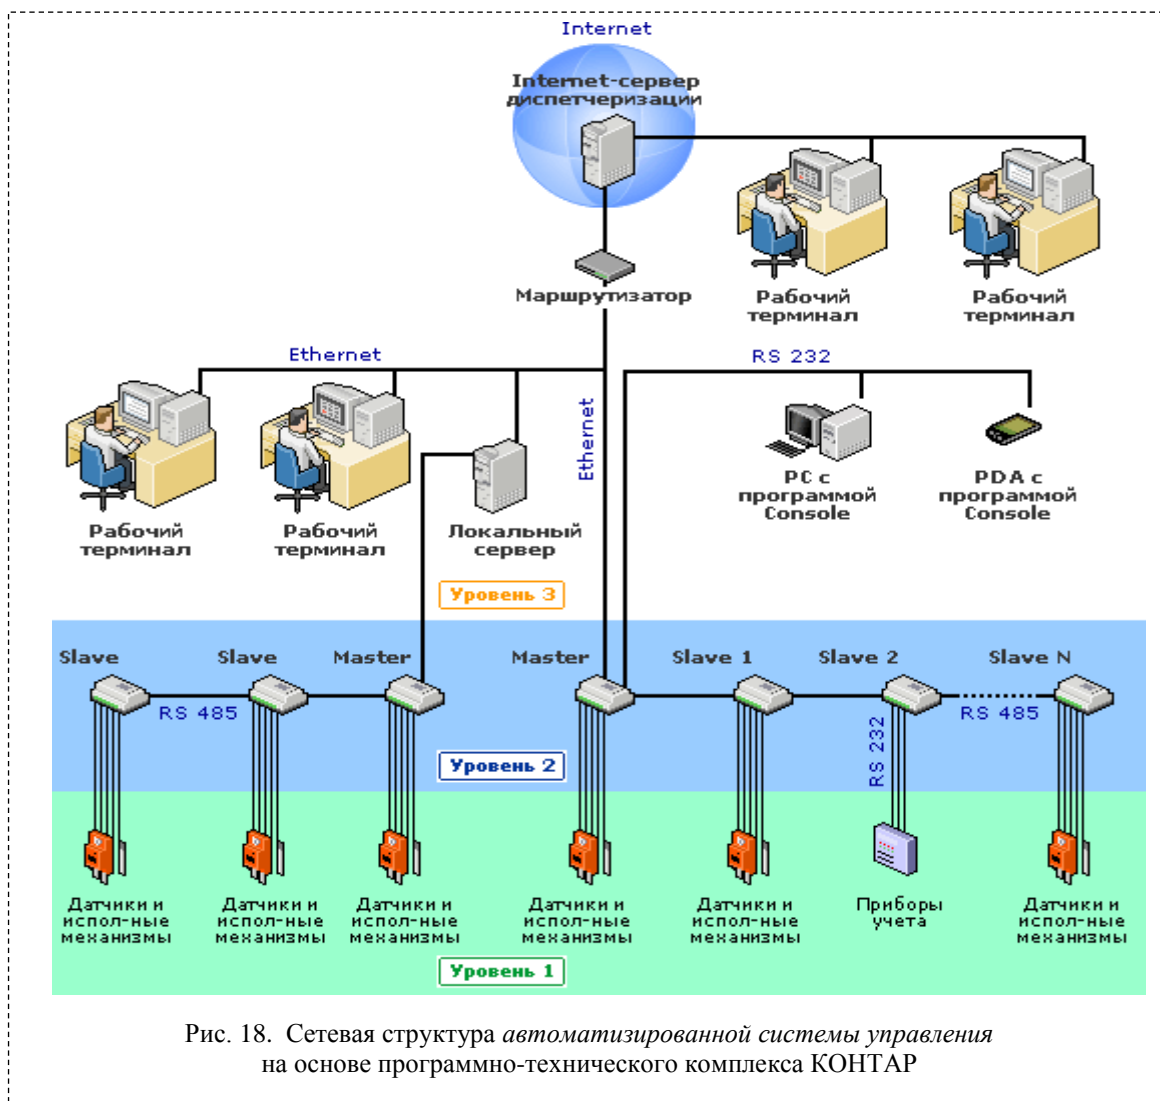 Internet
Internet-сервер
диспетчеризации
Маршрутизатор
Рабочий
терминал
Рабочий
терминал
Ethernet
RS 232
Ethernet
Рабочий
терминал
Рабочий
терминал
Локальный
сервер
PC с
программой
Console
PDA с
программой
Console
Уровень 3
Slave
Slave
Master
Master
Slave 1
Slave 2
Slave N
RS 485
RS 232
RS 485
Уровень 2
Датчики и
испол-ные
механизмы
Датчики и
испол-ные
механизмы
Датчики и
испол-ные
механизмы
Датчики и
испол-ные
механизмы
Датчики и
испол-ные
механизмы
Приборы
учета
Датчики и
испол-ные
механизмы
Уровень 1
Рис. 18. Сетевая структура автоматизированной системы управления
на основе программно-технического комплекса КОНТАР